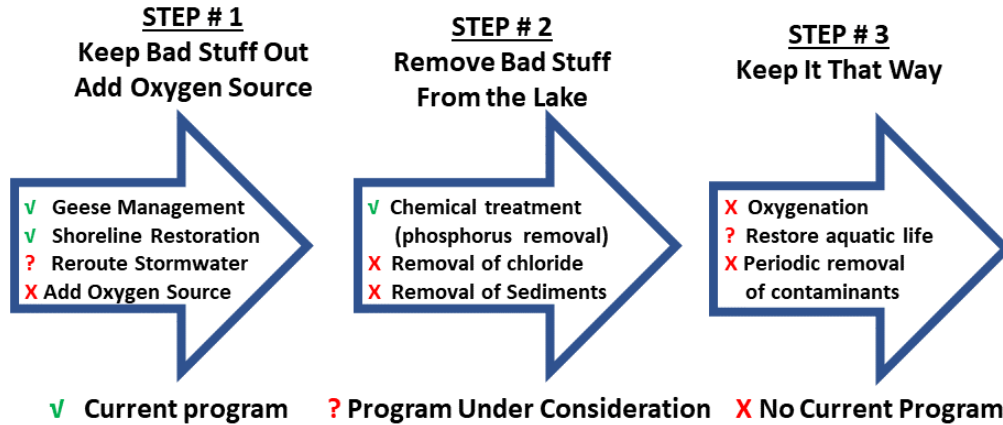 STEP # 1
Keep Bad Stuff Out
Add Oxygen Source
√ Geese Management
√ Shoreline Restoration
? Reroute Stormwater
X Add Oxygen Source
STEP # 2
Remove Bad Stuff
From the Lake
√ Chemical treatment
(phosphorus removal)
X Removal of chloride
X Removal of Sediments
STEP # 3
Keep It That Way
X Oxygenation
? Restore aquatic life
X Periodic removal
of contaminants
√ Current program ? Program Under Consideration X No Current Program